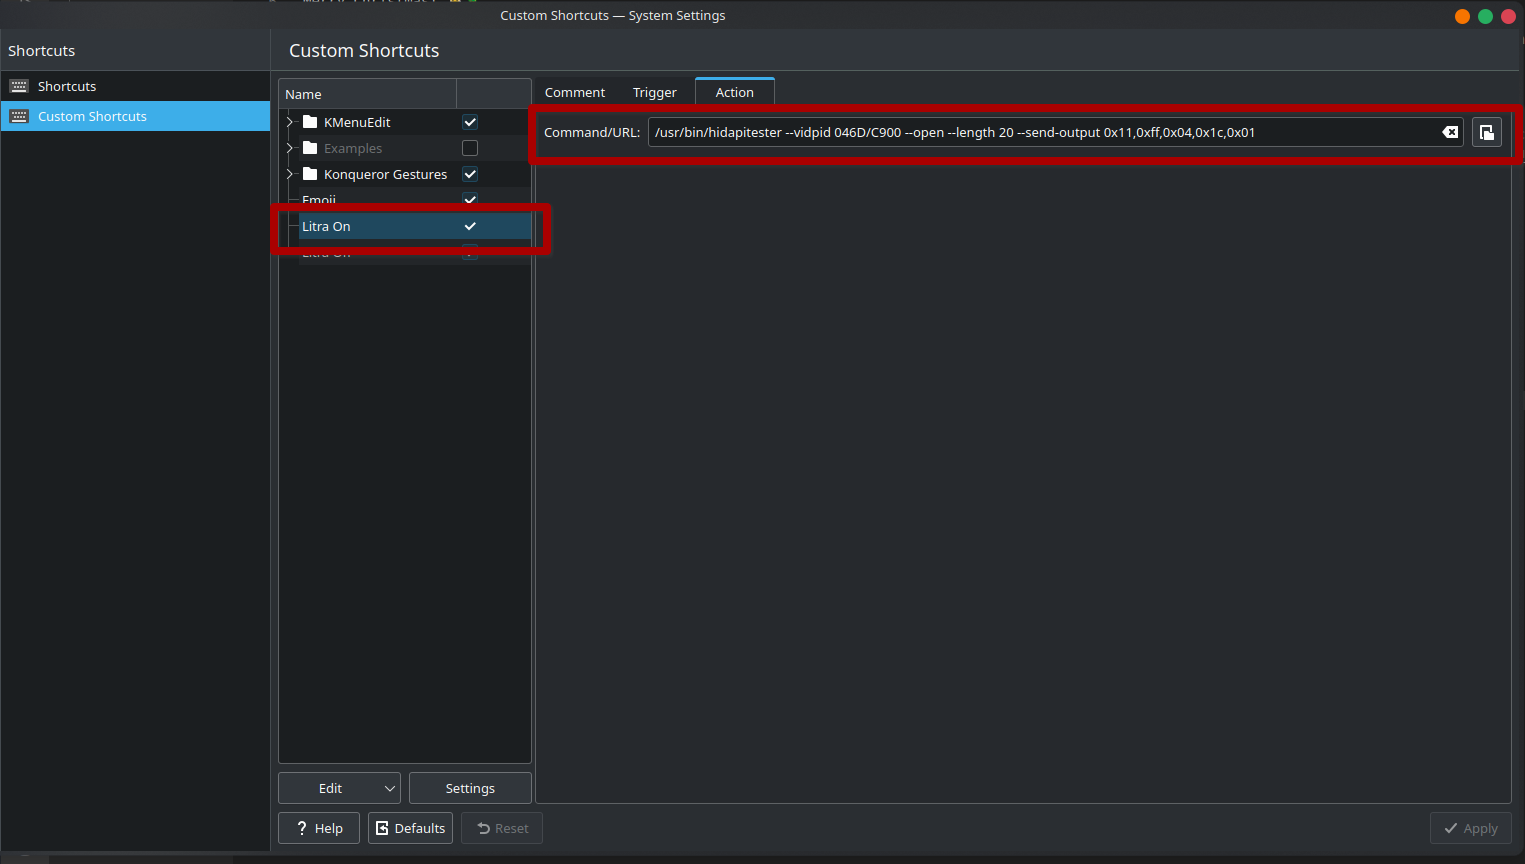 Custom Shortcuts — System Settings
Shortcuts
Custom Shortcuts
Shortcuts
Custom Shortcuts
Name
KMenuEdit
Examples
Konqueror Gestures
Emoji
Litra On
Comment Trigger Action
Command/URL: /usr/bin/hidapitester --vidpid 046D/C900 --open --length 20 --send-output 0x11,0xff,0x04,0x1c,0x01
Edit Settings
? Help Defaults Reset Apply